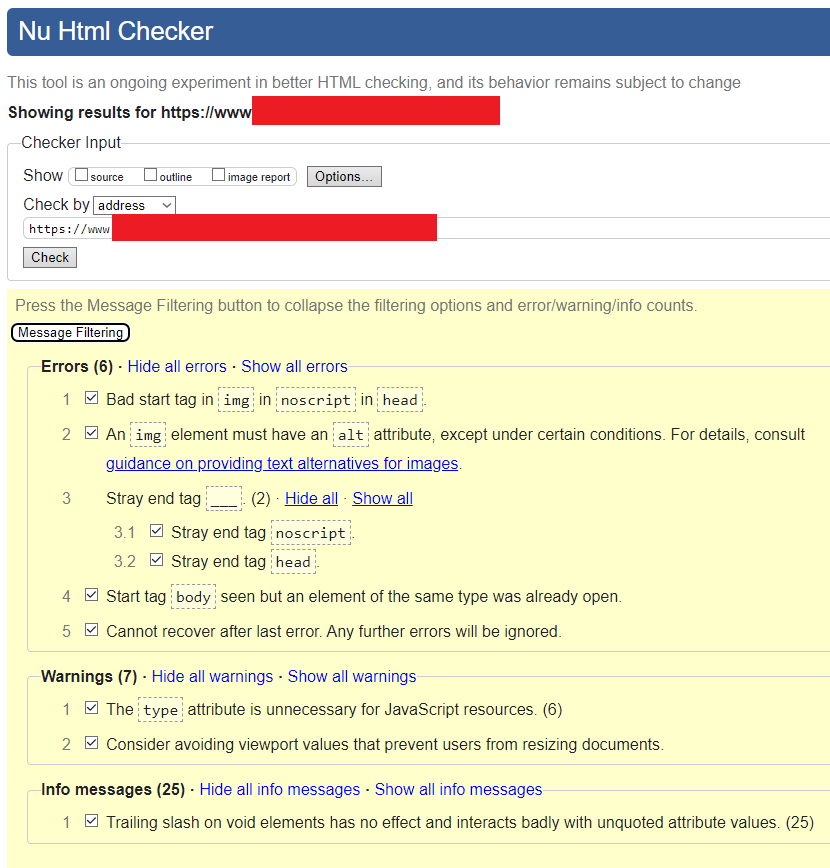 Nu Html Checker
This tool is an ongoing experiment in better HTML checking, and its behavior remains subject to change
Showing results for https://www
Checker Input
Show source outline image report Options...
Check by address
https://www
Check
Press the Message Filtering button to collapse the filtering options and error/warning/info counts.
Message Filtering
Errors (6) · Hide all errors · Show all errors
1 Bad start tag in img in noscript in head.
2 An img element must have an alt attribute, except under certain conditions. For details, consult
guidance on providing text alternatives for images.
3 Stray end tag ___. (2) · Hide all · Show all
3.1 Stray end tag noscript.
3.2 Stray end tag head.
4 Start tag body seen but an element of the same type was already open.
5 Cannot recover after last error. Any further errors will be ignored.
Warnings (7) · Hide all warnings · Show all warnings
1 The type attribute is unnecessary for JavaScript resources. (6)
2 Consider avoiding viewport values that prevent users from resizing documents.
Info messages (25) · Hide all info messages · Show all info messages
1 Trailing slash on void elements has no effect and interacts badly with unquoted attribute values. (25)